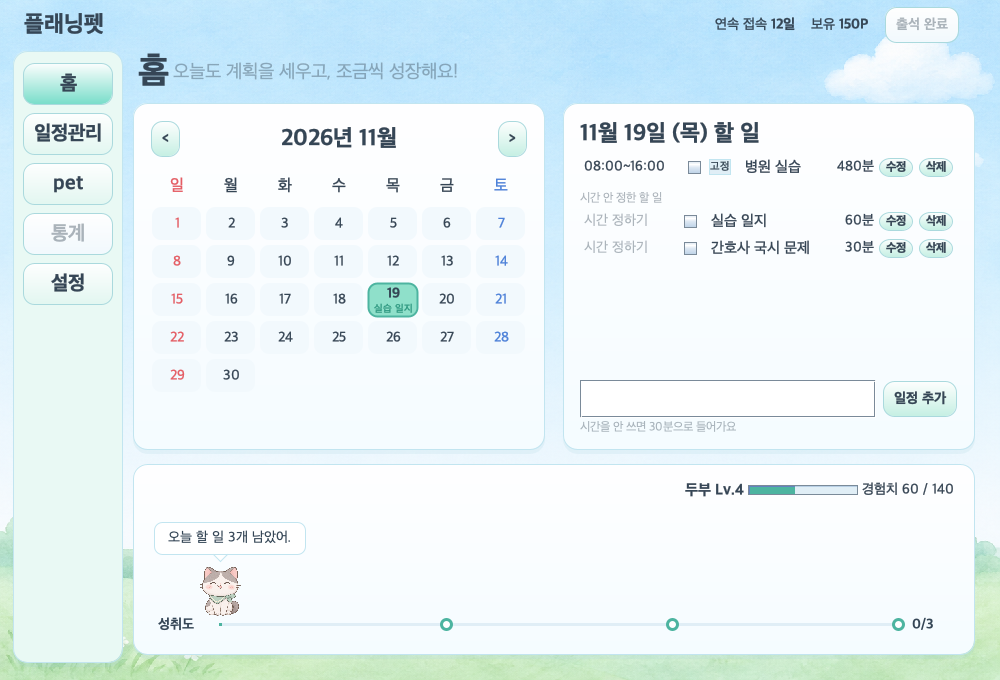 플래닝펫
연속 접속 12일 보유 150P 출석 완료
홈
일정관리
pet
통계
설정
홈 오늘도 계획을 세우고, 조금씩 성장해요!
< 2026년 11월 >
일 월 화 수 목 금 토
1 2 3 4 5 6 7
8 9 10 11 12 13 14
15 16 17 18 19 20 21
실습 일지
22 23 24 25 26 27 28
29 30
11월 19일 (목) 할 일
08:00~16:00 고정 병원 실습 480분 수정 삭제
시간 안 정한 할 일
시간 정하기 실습 일지 60분 수정 삭제
시간 정하기 간호사 국시 문제 30분 수정 삭제
일정 추가
시간을 안 쓰면 30분으로 들어가요
두부 Lv.4 경험치 60 / 140
오늘 할 일 3개 남았어.
성취도 0/3